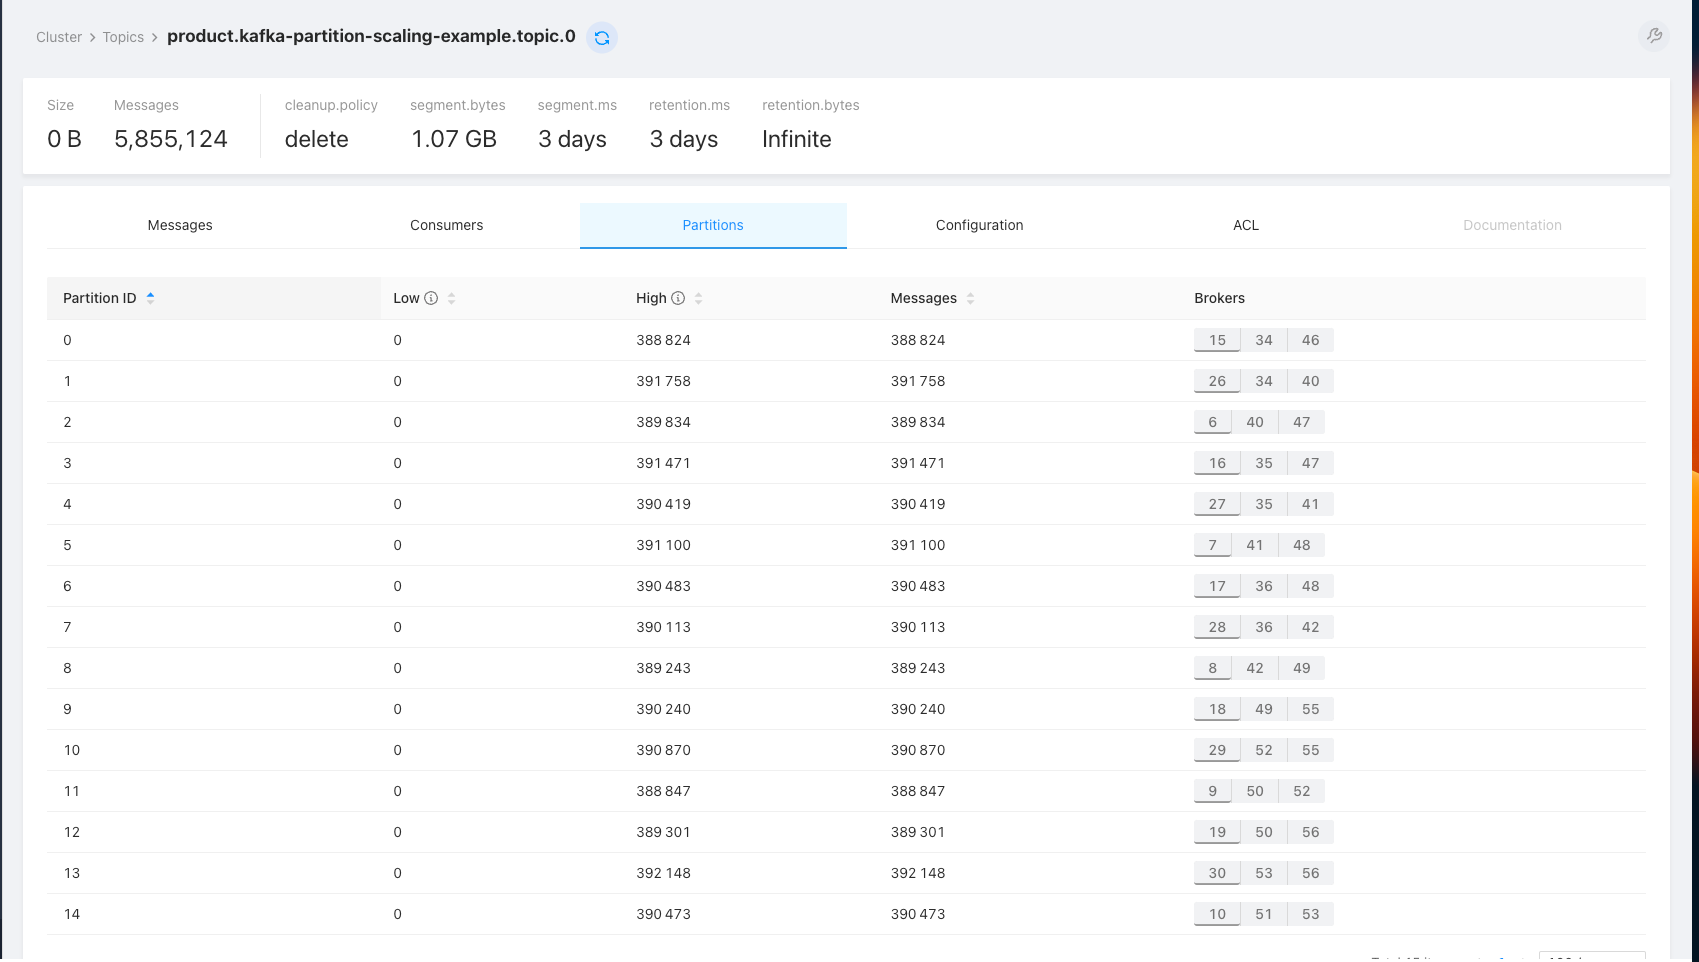 Cluster > Topics > product.kafka-partition-scaling-example.topic.0
Size Messages cleanup.policy segment.bytes segment.ms retention.ms retention.bytes
0 B 5,855,124 delete 1.07 GB 3 days 3 days Infinite
Messages Consumers Partitions Configuration ACL Documentation
Partition ID Low High Messages Brokers
0 0 388 824 388 824 15 34 46
1 0 391 758 391 758 26 34 40
2 0 389 834 389 834 6 40 47
3 0 391 471 391 471 16 35 47
4 0 390 419 390 419 27 35 41
5 0 391 100 391 100 7 41 48
6 0 390 483 390 483 17 36 48
7 0 390 113 390 113 28 36 42
8 0 389 243 389 243 8 42 49
9 0 390 240 390 240 18 49 55
10 0 390 870 390 870 29 52 55
11 0 388 847 388 847 9 50 52
12 0 389 301 389 301 19 50 56
13 0 392 148 392 148 30 53 56
14 0 390 473 390 473 10 51 53